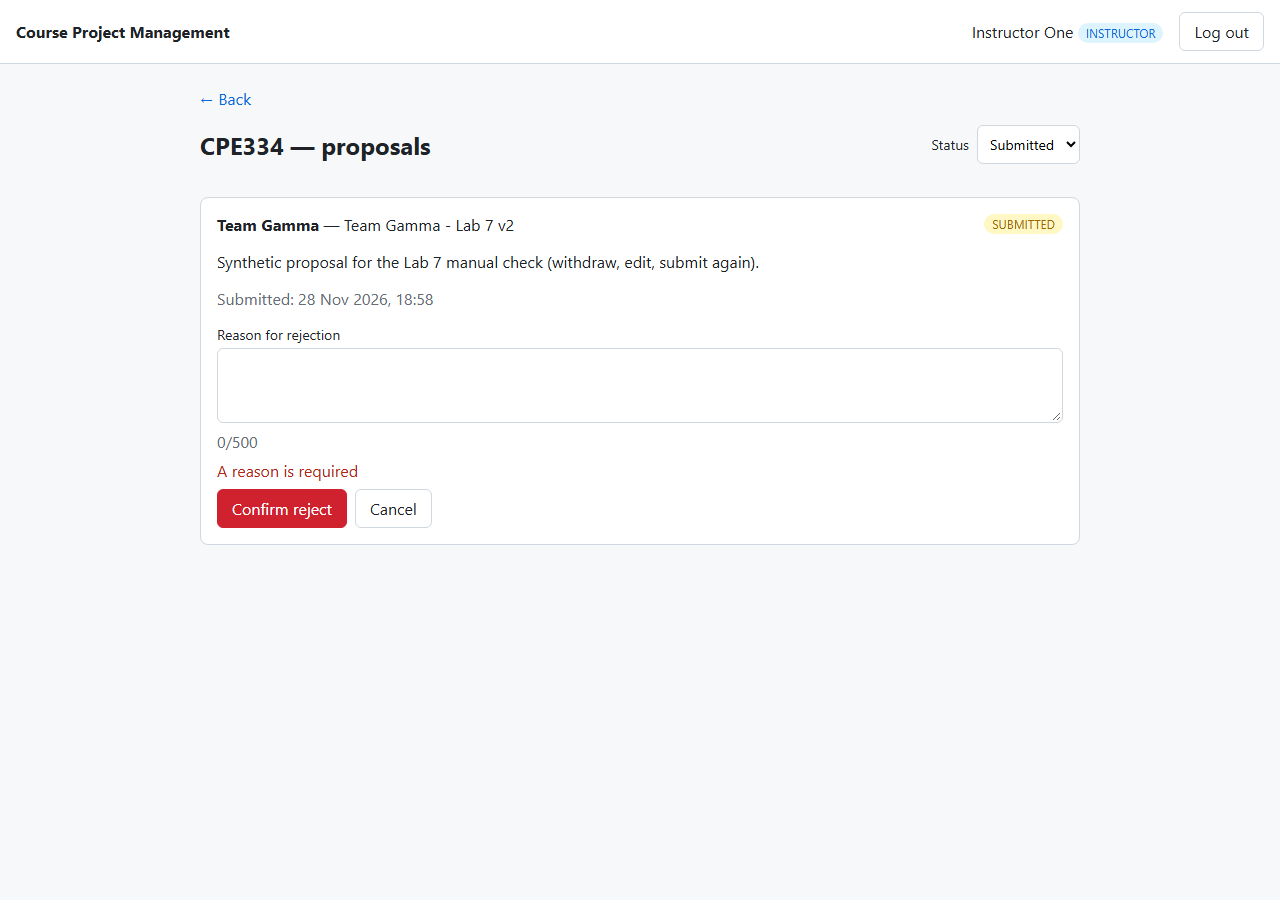 Course Project Management
Instructor One INSTRUCTOR Log out
← Back
CPE334 — proposals
Status Submitted
Team Gamma — Team Gamma - Lab 7 v2
SUBMITTED
Synthetic proposal for the Lab 7 manual check (withdraw, edit, submit again).
Submitted: 28 Nov 2026, 18:58
Reason for rejection
0/500
A reason is required
Confirm reject Cancel